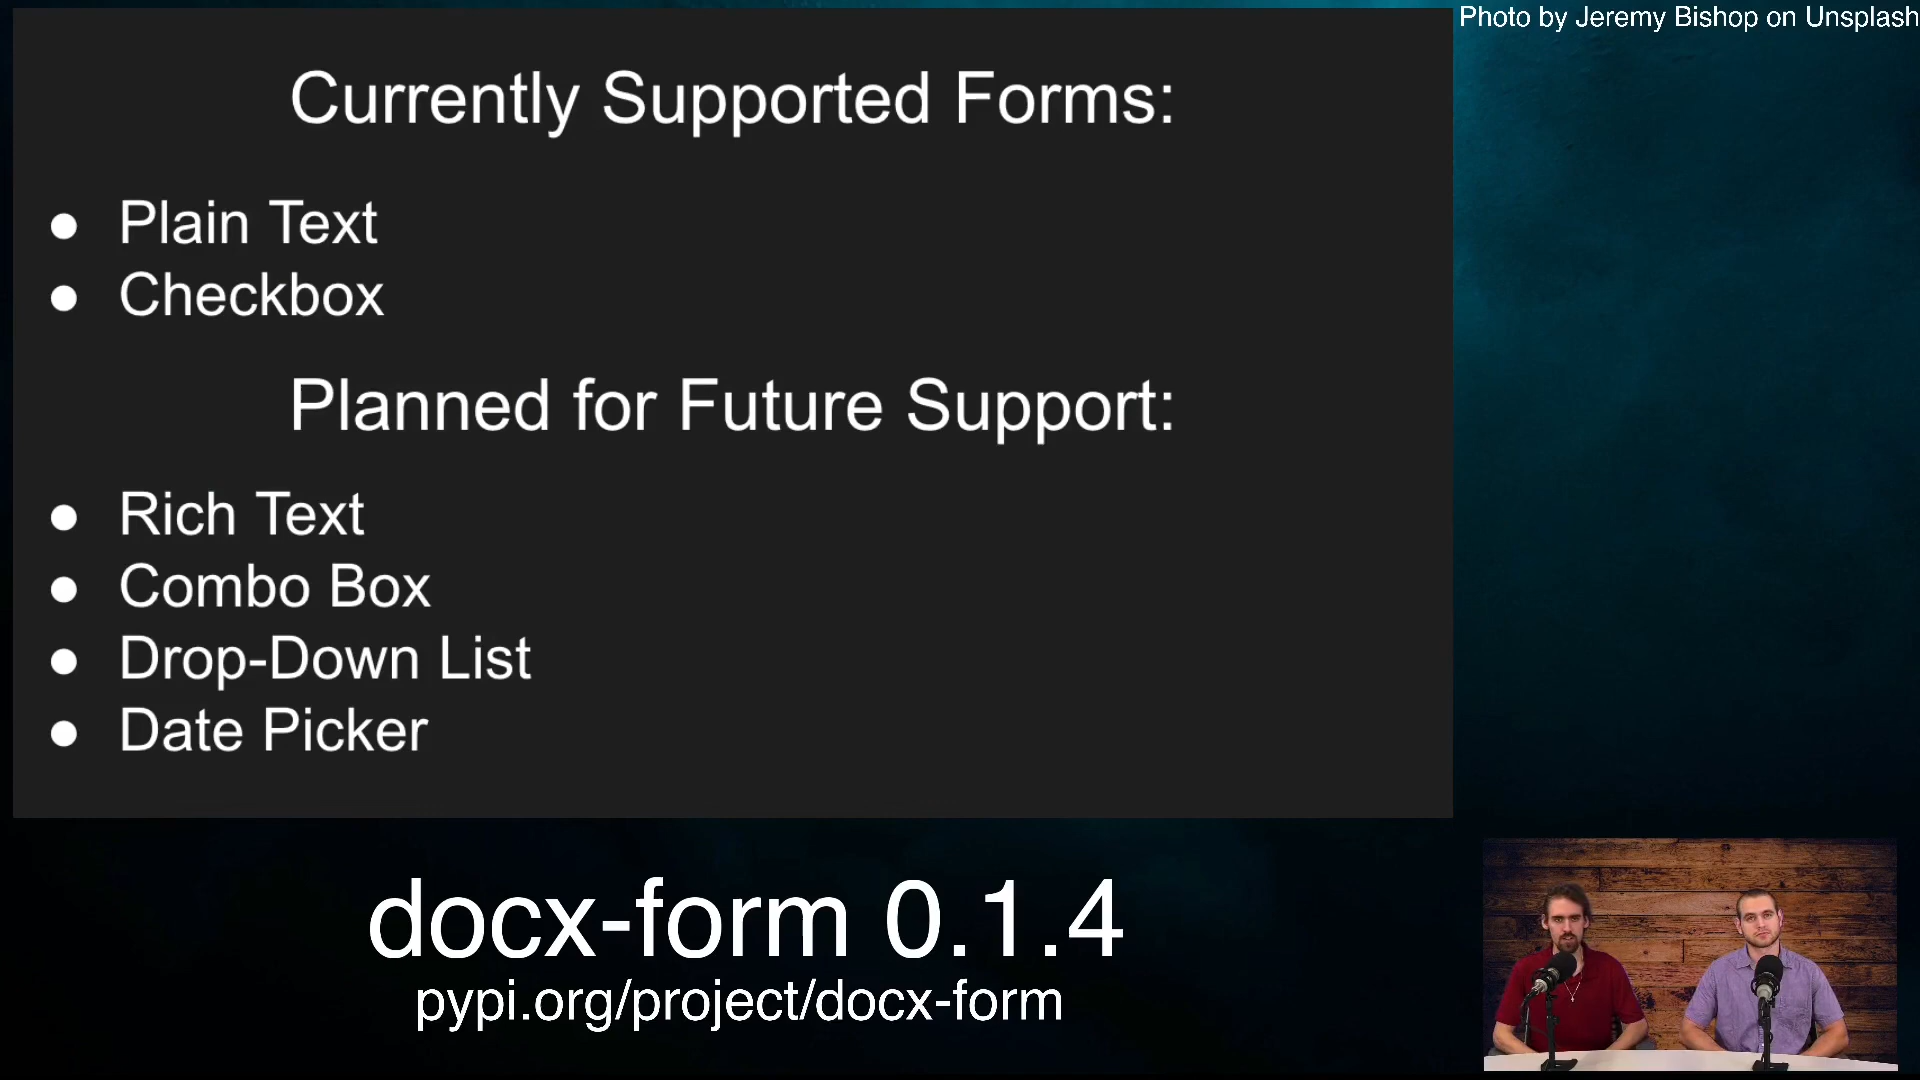 Photo by Jeremy Bishop on Unsplash
Currently Supported Forms:
● Plain Text
● Checkbox
Planned for Future Support:
● Rich Text
● Combo Box
● Drop-Down List
● Date Picker
docx-form 0.1.4
pypi.org/project/docx-form